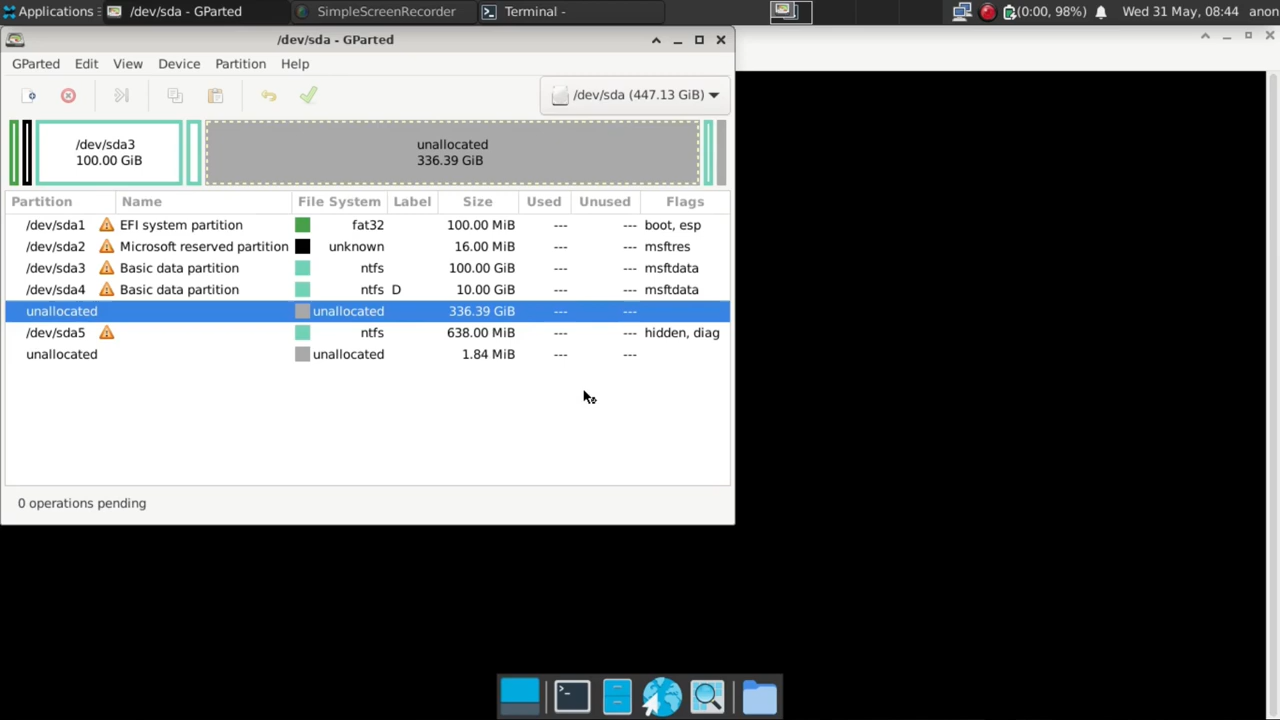 Applications
/dev/sda - GParted
SimpleScreenRecorder
Terminal -
(0:00, 98%)
Wed 31 May, 08:44
anon
/dev/sda - GParted
GParted Edit View Device Partition Help
/dev/sda (447.13 GiB)
/dev/sda3
100.00 GiB
unallocated
336.39 GiB
Partition Name File System Label Size Used Unused Flags
/dev/sda1 EFI system partition fat32 100.00 MiB --- --- boot, esp
/dev/sda2 Microsoft reserved partition unknown 16.00 MiB --- --- msftres
/dev/sda3 Basic data partition ntfs 100.00 GiB --- --- msftdata
/dev/sda4 Basic data partition ntfs D 10.00 GiB --- --- msftdata
unallocated unallocated 336.39 GiB --- ---
/dev/sda5 ntfs 638.00 MiB --- --- hidden, diag
unallocated unallocated 1.84 MiB --- ---
0 operations pending